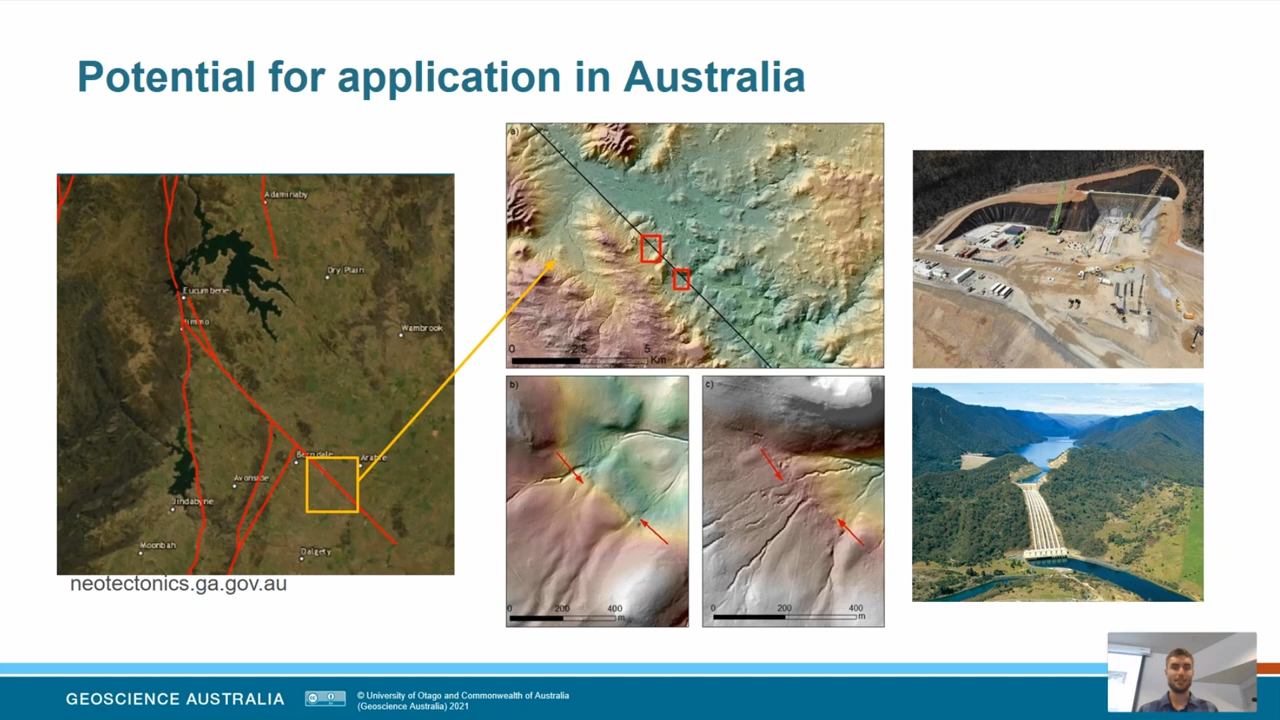 Potential for application in Australia
Adaminaby
Dry Plain
Eucumbene
Wambrook
Berridale
Arable
Avonside
Jindabyne
Moonbah
Dalgety
neotectonics.ga.gov.au
a)
0 2.5 5
Km
b)
0 200 400
m
c)
0 200 400
m
GEOSCIENCE AUSTRALIA
© University of Otago and Commonwealth of Australia
(Geoscience Australia) 2021